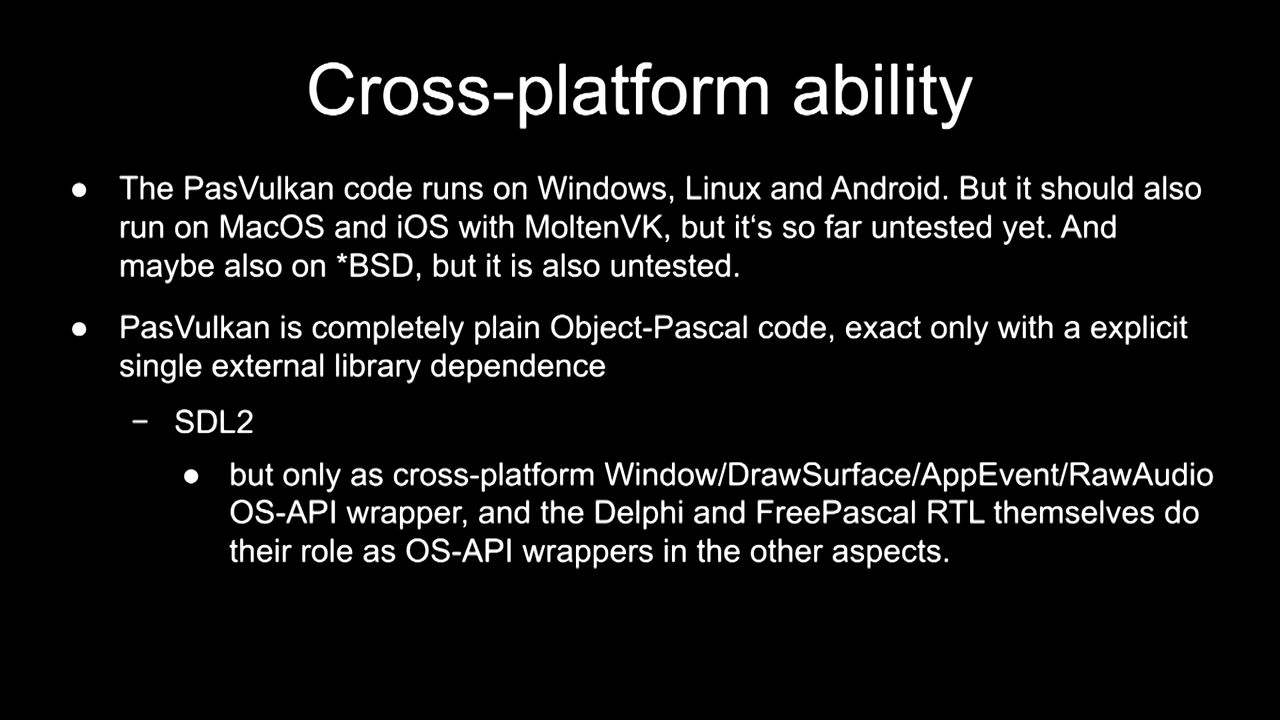 Cross-platform ability
● The PasVulkan code runs on Windows, Linux and Android. But it should also
run on MacOS and iOS with MoltenVK, but it‘s so far untested yet. And
maybe also on *BSD, but it is also untested.
● PasVulkan is completely plain Object-Pascal code, exact only with a explicit
single external library dependence
– SDL2
● but only as cross-platform Window/DrawSurface/AppEvent/RawAudio
OS-API wrapper, and the Delphi and FreePascal RTL themselves do
their role as OS-API wrappers in the other aspects.